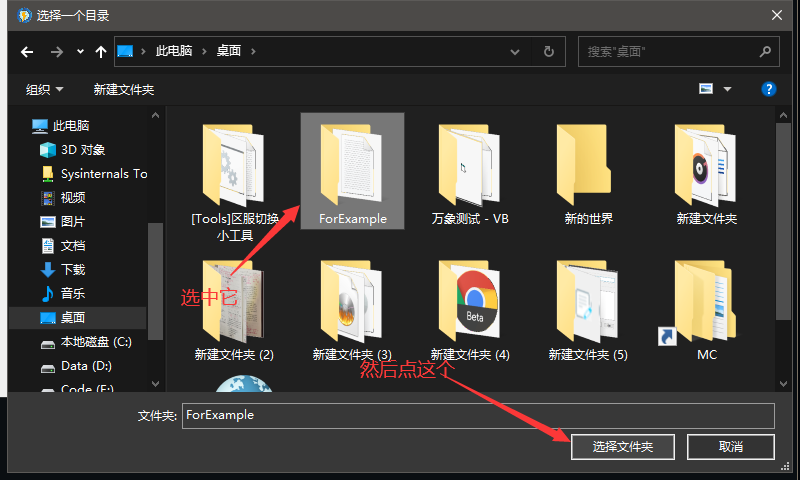 选择一个目录
此电脑
桌面
搜索"桌面"
组织
新建文件夹
此电脑
3D 对象
Sysinternals To
视频
图片
文档
下载
音乐
桌面
本地磁盘 (C:)
Data (D:)
Code (E:)
[Tools]区服切换
小工具
ForExample
万象测试 - VB
新的世界
新建文件夹
选中它
新建文件夹 (2)
新建文件夹 (3)
Beta
新建文件夹 (4)
新建文件夹 (5)
MC
然后点这个
文件夹:
ForExample
选择文件夹
取消